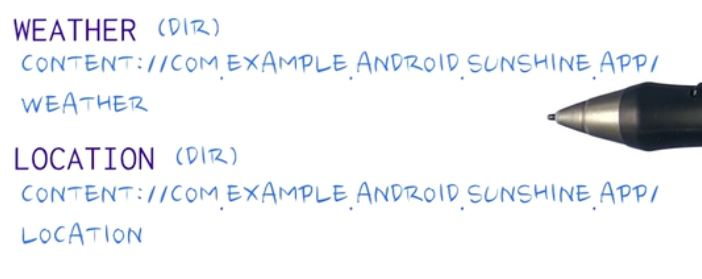 WEATHER (DIR)
CONTENT://COM.EXAMPLE.ANDROID.SUNSHINE.APP/
WEATHER
LOCATION (DIR)
CONTENT://COM.EXAMPLE.ANDROID.SUNSHINE.APP/
LOCATION